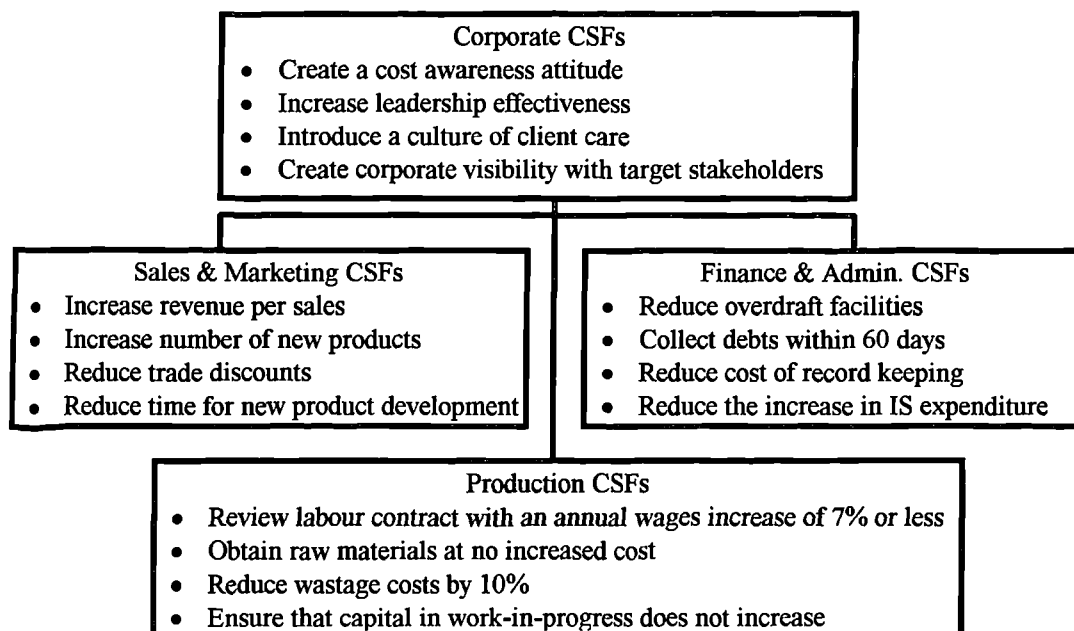 Corporate CSFs
• Create a cost awareness attitude
• Increase leadership effectiveness
• Introduce a culture of client care
• Create corporate visibility with target stakeholders
Sales & Marketing CSFs
• Increase revenue per sales
• Increase number of new products
• Reduce trade discounts
• Reduce time for new product development
Finance & Admin. CSFs
• Reduce overdraft facilities
• Collect debts within 60 days
• Reduce cost of record keeping
• Reduce the increase in IS expenditure
Production CSFs
• Review labour contract with an annual wages increase of 7% or less
• Obtain raw materials at no increased cost
• Reduce wastage costs by 10%
• Ensure that capital in work-in-progress does not increase